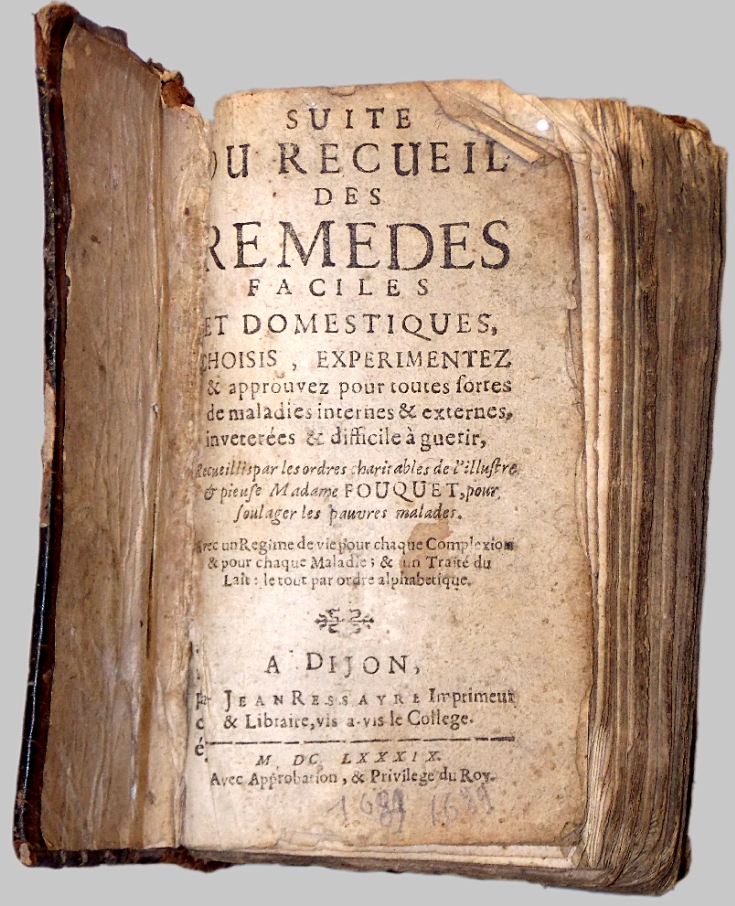 SUITE
DU RECUEIL
DES
REMEDES
FACILES
ET DOMESTIQUES,
CHOISIS, EXPERIMENTEZ
& approuvez pour toutes ſortes
de maladies internes & externes,
inveterées & difficile à guerir,
Recueillis par les ordres charitables de l'illuſtre
& pieuſe Madame FOUQUET, pour
ſoulager les pauvres malades.
Avec un Regime de vie pour chaque Complexion
& pour chaque Maladie; & un Traité du
Lait: le tout par ordre alphabetique.
A DIJON,
JEAN RESSAYRE Imprimeur
& Libraire, vis a-vis le College.
M. DC. LXXXIX.
Avec Approbation, & Privilege du Roy.
1689 1689